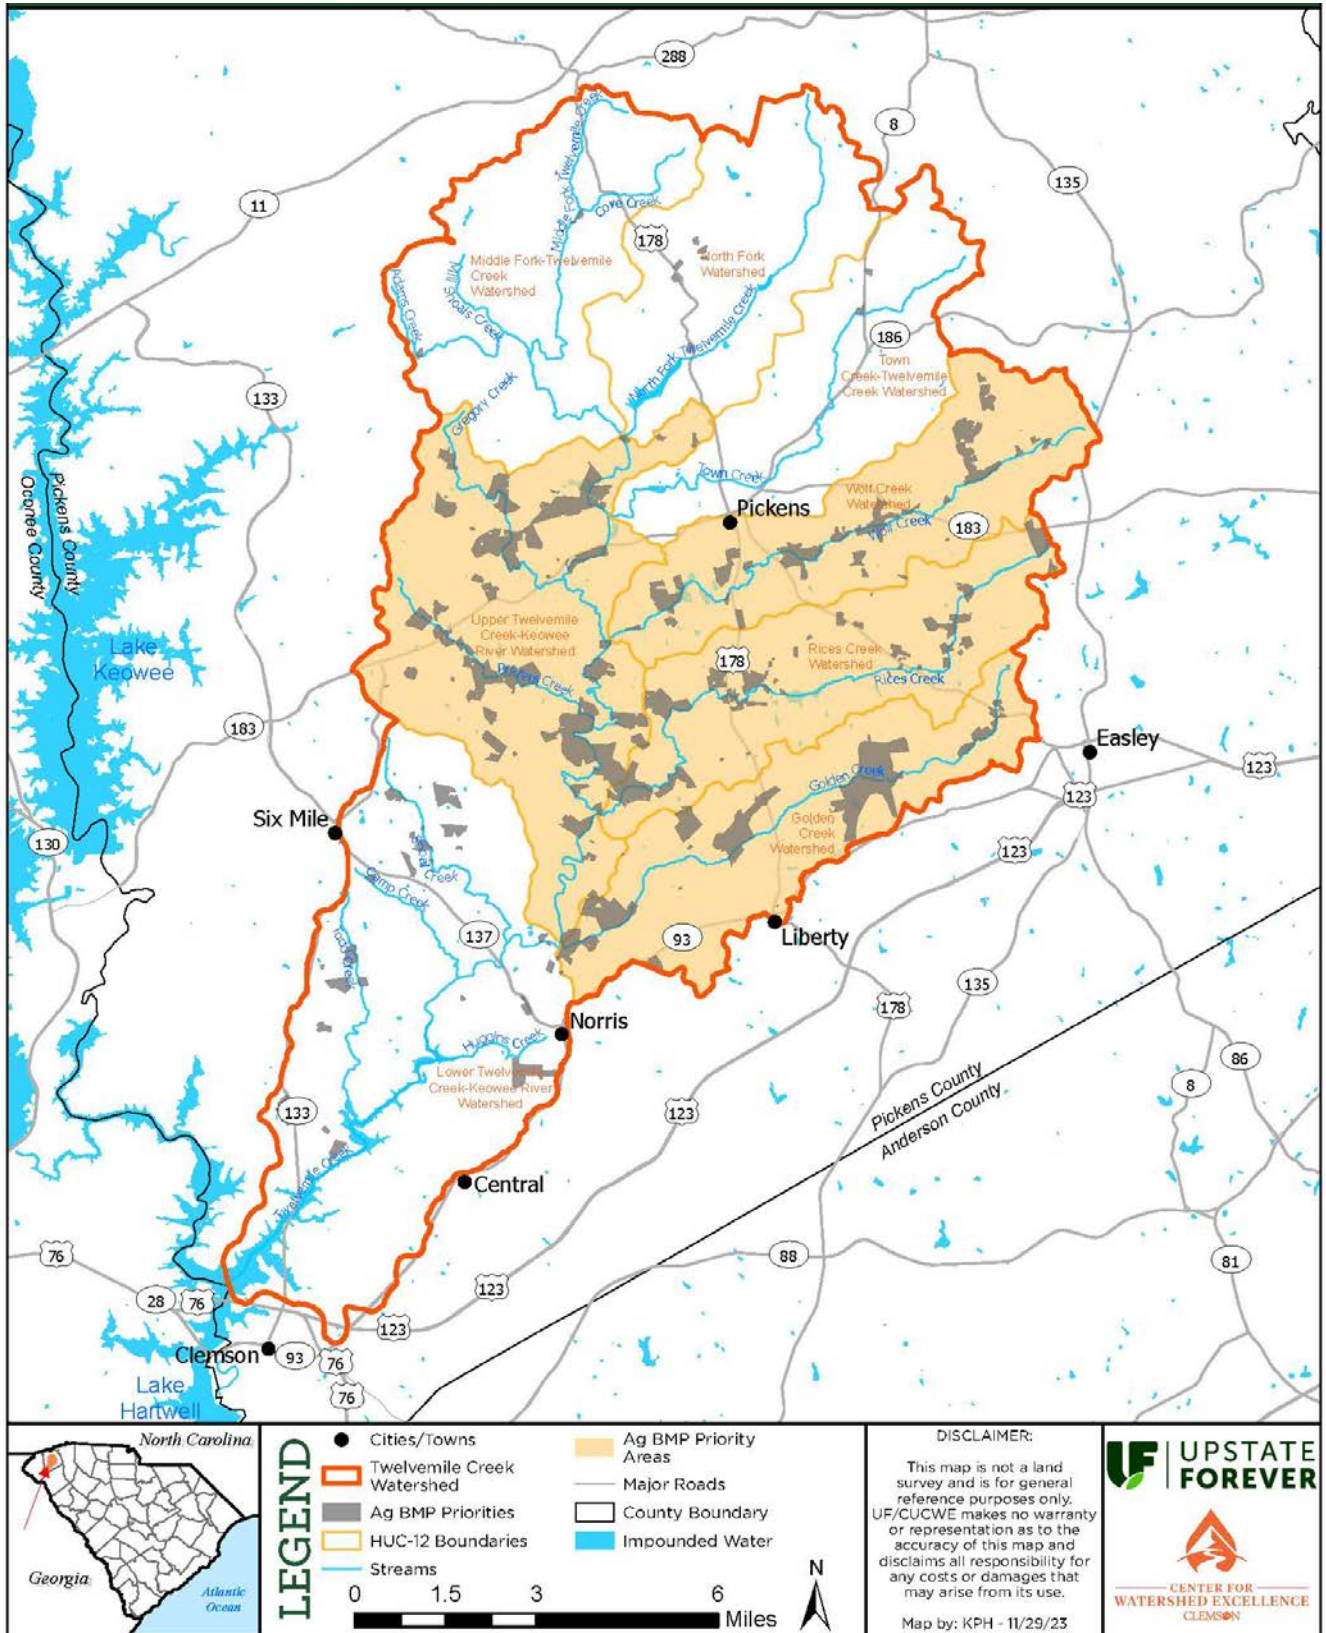 288
8
135
11
Middle Fork Twelvemile Creek
Cove Creek
178
Middle Fork-Twelvemile
Creek
Watershed
North Fork
Watershed
Adams Creek
Mill
Shoals Creek
North Fork Twelvemile Creek
186
Town
Creek-Twelvemile
Creek Watershed
133
Gregory Creek
Town Creek
Pickens
Wolf Creek
Watershed
Wolf Creek
183
Pickens County
Oconee County
Lake
Keowee
Upper Twelvemile
Creek-Keowee
River Watershed
178
Rices Creek
Watershed
Rices Creek
183
Easley
123
123
Golden Creek
Golden
Creek
Watershed
Six Mile
130
123
Camp Creek
137
93
Liberty
Todd Creek
178
135
Norris
Huggins Creek
Lower Twelvemile
Creek-Keowee River
Watershed
86
8
Pickens County
Anderson County
133
123
Twelvemile Creek
Central
76
88
81
28
76
123
123
Clemson
93
76
76
Lake
Hartwell
North Carolina
Georgia
Atlantic
Ocean
LEGEND
Cities/Towns
Twelvemile Creek
Watershed
Ag BMP Priorities
HUC-12 Boundaries
Streams
Ag BMP Priority
Areas
Major Roads
County Boundary
Impounded Water
0 1.5 3 6
Miles
N
DISCLAIMER:
This map is not a land
survey and is for general
reference purposes only.
UF/CUCWE makes no warranty
or representation as to the
accuracy of this map and
disclaims all responsibility for
any costs or damages that
may arise from its use.
Map by: KPH - 11/29/23
UF
UPSTATE
FOREVER
CENTER FOR
WATERSHED EXCELLENCE
CLEMSON